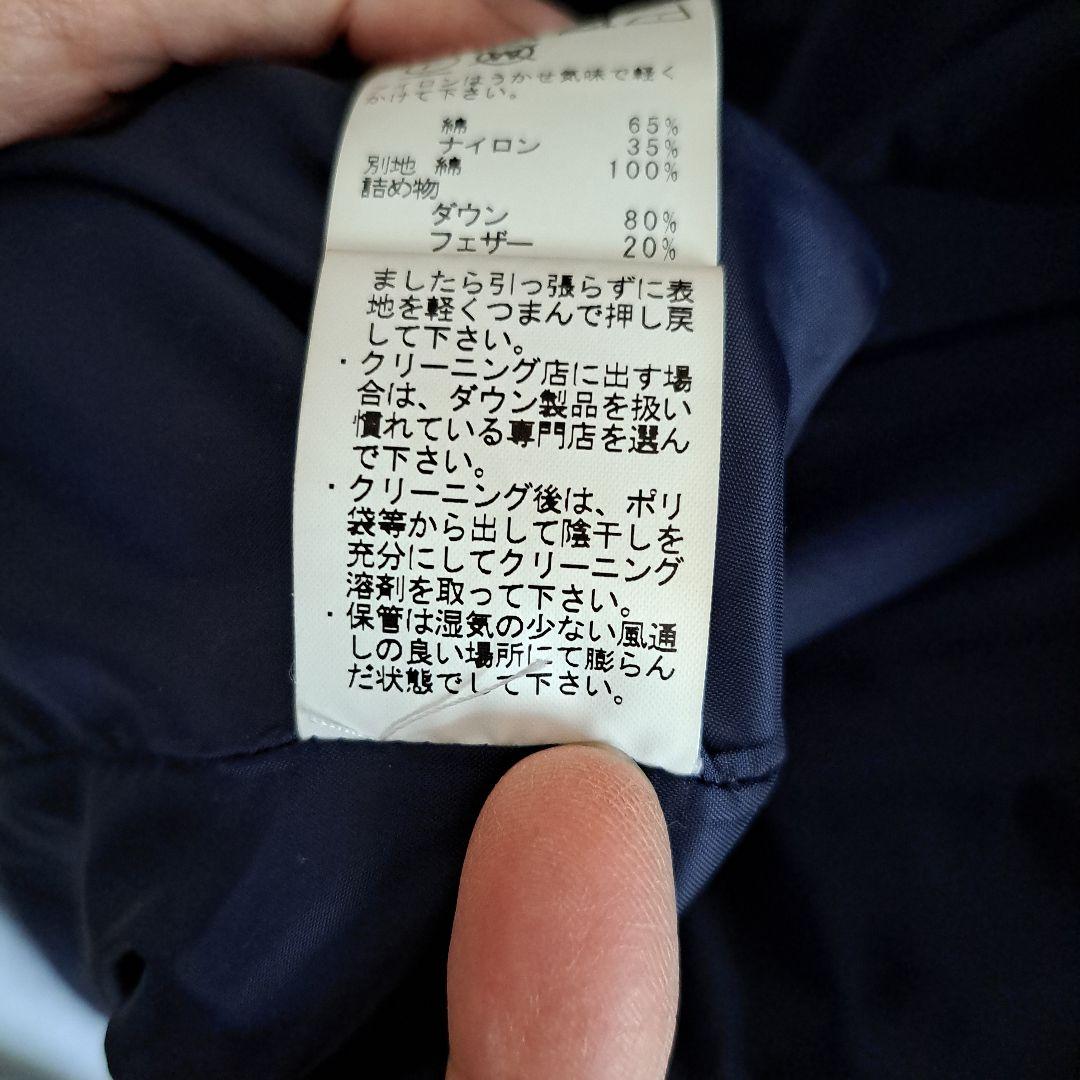 アイロンはうかせ気味で軽く
かけて下さい。
綿 65%
ナイロン 35%
別地 綿 100%
詰め物
ダウン 80%
フェザー 20%
ましたら引っ張らずに表
地を軽くつまんで押し戻
して下さい。
・クリーニング店に出す場
合は、ダウン製品を扱い
慣れている専門店を選ん
で下さい。
・クリーニング後は、ポリ
袋等から出して陰干しを
充分にしてクリーニング
溶剤を取って下さい。
・保管は湿気の少ない風通
しの良い場所にて膨らん
だ状態でして下さい。